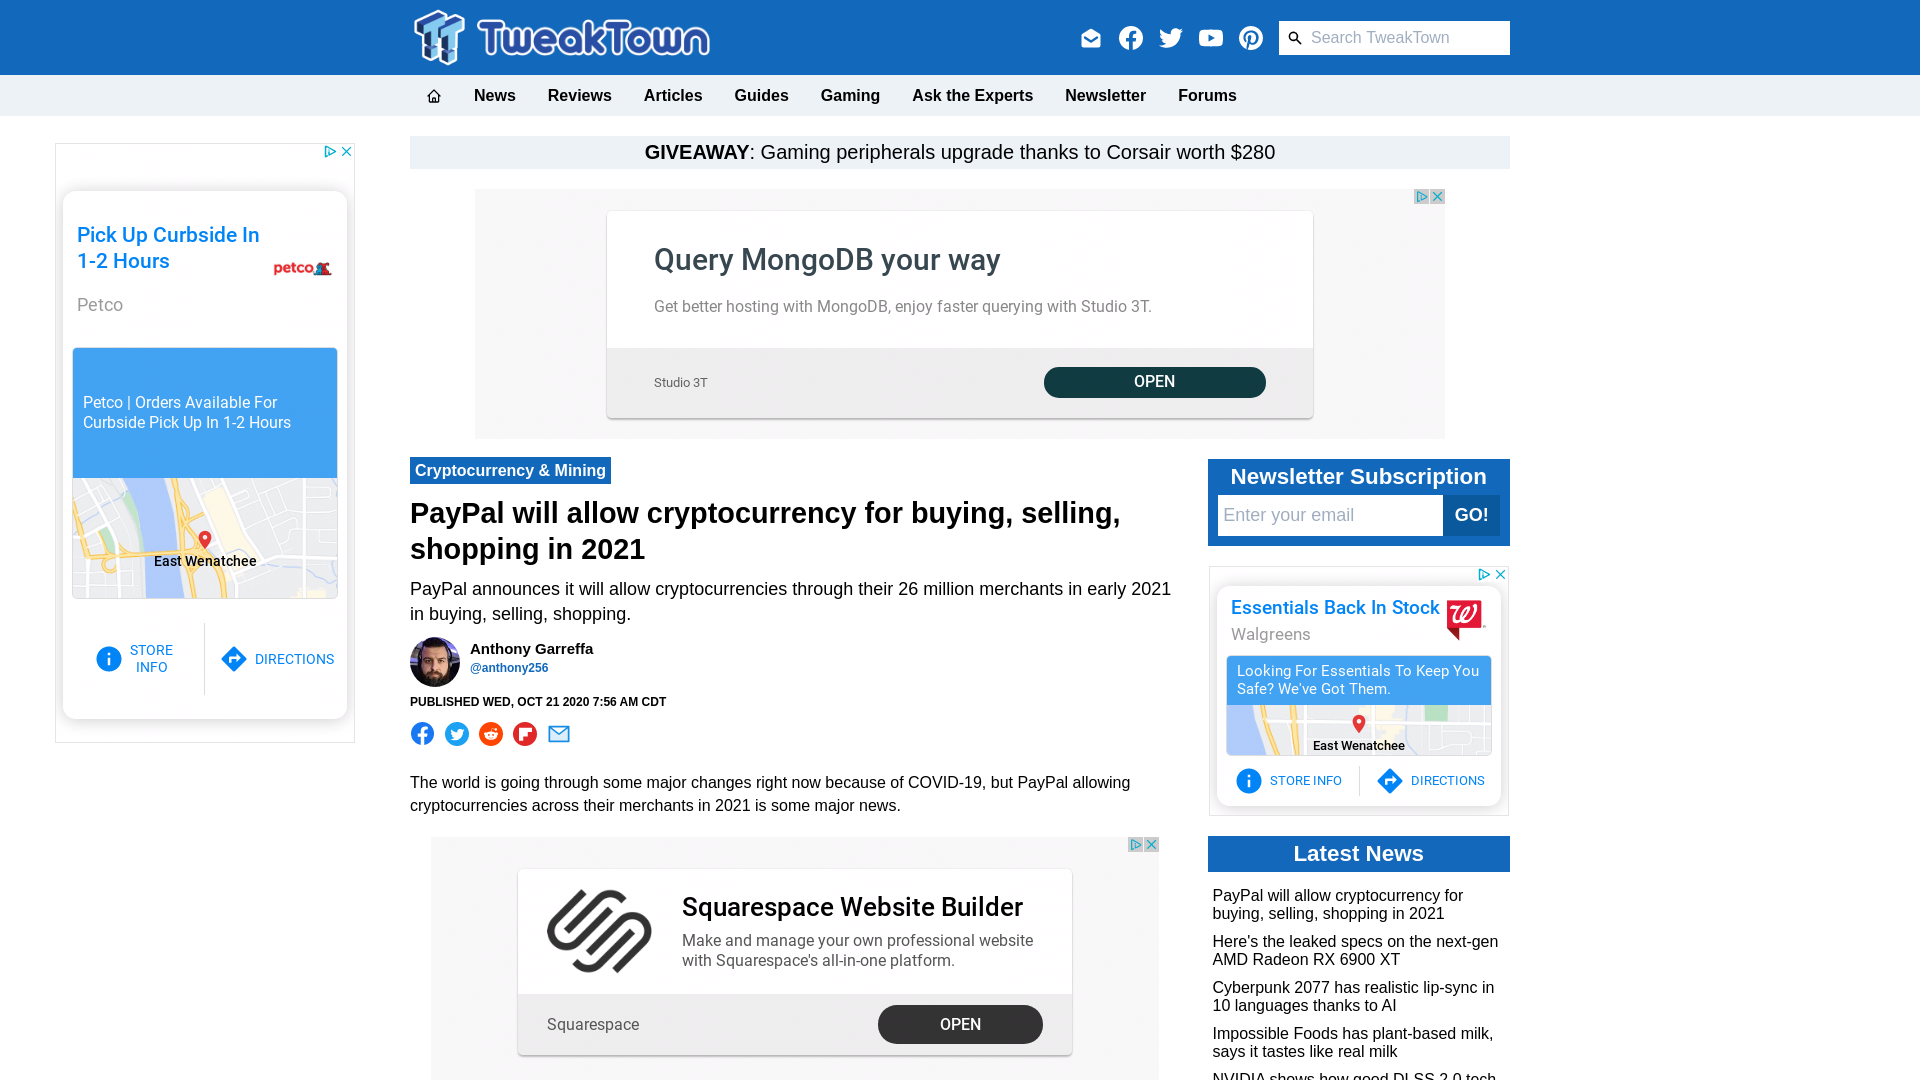 TweakTown
Search TweakTown
News Reviews Articles Guides Gaming Ask the Experts Newsletter Forums
GIVEAWAY: Gaming peripherals upgrade thanks to Corsair worth $280
Pick Up Curbside In
1-2 Hours
petco
Petco
Petco | Orders Available For
Curbside Pick Up In 1-2 Hours
East Wenatchee
STORE
INFO
DIRECTIONS
Query MongoDB your way
Get better hosting with MongoDB, enjoy faster querying with Studio 3T.
Studio 3T
OPEN
Cryptocurrency & Mining
PayPal will allow cryptocurrency for buying, selling,
shopping in 2021
PayPal announces it will allow cryptocurrencies through their 26 million merchants in early 2021
in buying, selling, shopping.
Anthony Garreffa
@anthony256
PUBLISHED WED, OCT 21 2020 7:56 AM CDT
The world is going through some major changes right now because of COVID-19, but PayPal allowing
cryptocurrencies across their merchants in 2021 is some major news.
Squarespace Website Builder
Make and manage your own professional website
with Squarespace's all-in-one platform.
Squarespace
OPEN
Newsletter Subscription
Enter your email
GO!
Essentials Back In Stock
Walgreens
Looking For Essentials To Keep You
Safe? We've Got Them.
East Wenatchee
STORE INFO
DIRECTIONS
Latest News
PayPal will allow cryptocurrency for
buying, selling, shopping in 2021
Here's the leaked specs on the next-gen
AMD Radeon RX 6900 XT
Cyberpunk 2077 has realistic lip-sync in
10 languages thanks to AI
Impossible Foods has plant-based milk,
says it tastes like real milk
NVIDIA shows how good DLSS 2.0 tech